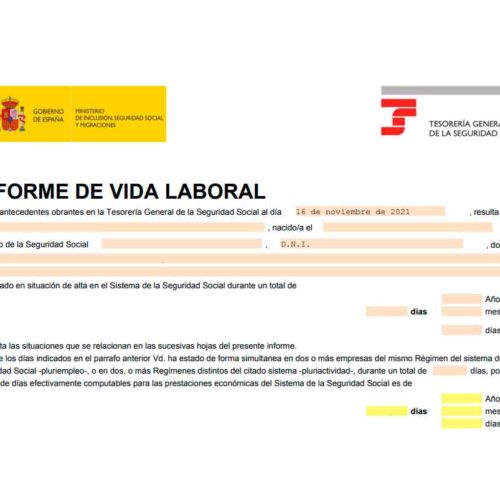 GOBIERNO
DE ESPAÑA
MINISTERIO
DE INCLUSIÓN, SEGURIDAD SOCIAL
Y MIGRACIONES
TESORERÍA GENERA
DE LA SEGURIDAD
FORME DE VIDA LABORAL
antecedentes obrantes en la Tesorería General de la Seguridad Social al día 16 de noviembre de 2021 , resulta
, nacido/a el
o de la Seguridad Social , D.N.I. , do
ado en situación de alta en el Sistema de la Seguridad Social durante un total de
Año
días mes
días
ta las situaciones que se relacionan en las sucesivas hojas del presente informe.
e los días indicados en el parrafo anterior Vd. ha estado de forma simultanea en dos o más empresas del mismo Régimen del sistema de
dad Social -pluriempleo-, o en dos, o más Regímenes distintos del citado sistema -pluriactividad-, durante un total de días, po
de días efectivamente computables para las prestaciones económicas del Sistema de la Seguridad Social es de
Año
días mes
días